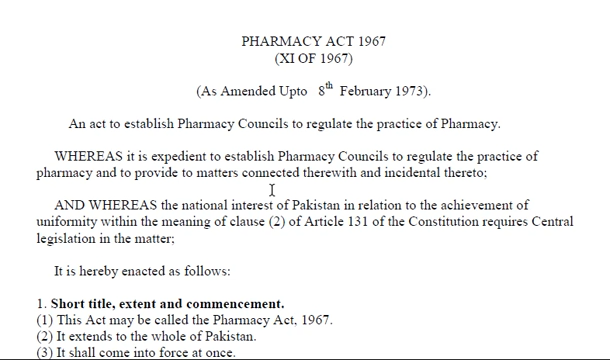 PHARMACY ACT 1967
(XI OF 1967)
(As Amended Upto 8th February 1973).
An act to establish Pharmacy Councils to regulate the practice of Pharmacy.
WHEREAS it is expedient to establish Pharmacy Councils to regulate the practice of
pharmacy and to provide to matters connected therewith and incidental thereto;
AND WHEREAS the national interest of Pakistan in relation to the achievement of
uniformity within the meaning of clause (2) of Article 131 of the Constitution requires Central
legislation in the matter;
It is hereby enacted as follows:
1. Short title, extent and commencement.
(1) This Act may be called the Pharmacy Act, 1967.
(2) It extends to the whole of Pakistan.
(3) It shall come into force at once.